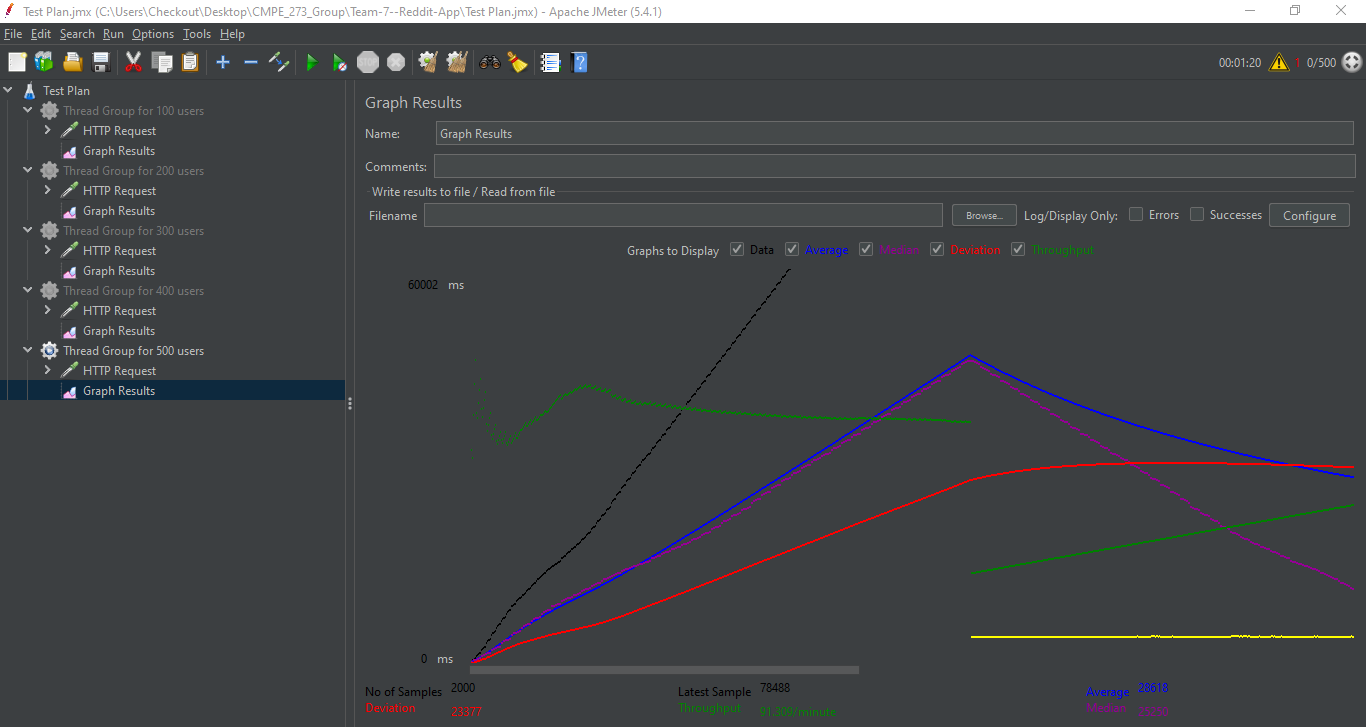 Test Plan.jmx (C:\Users\Checkout\Desktop\CMPE_273_Group\Team-7--Reddit-App\Test Plan.jmx) - Apache JMeter (5.4.1)
File Edit Search Run Options Tools Help
STOP
00:01:20 1 0/500
Test Plan
Thread Group for 100 users
HTTP Request
Graph Results
Thread Group for 200 users
HTTP Request
Graph Results
Thread Group for 300 users
HTTP Request
Graph Results
Thread Group for 400 users
HTTP Request
Graph Results
Thread Group for 500 users
HTTP Request
Graph Results
Graph Results
Name: Graph Results
Comments:
Write results to file / Read from file
Filename Browse... Log/Display Only: Errors Successes Configure
Graphs to Display Data Average Median Deviation Throughput
60002 ms
0 ms
No of Samples 2000 Latest Sample 78488 Average 28618
Deviation 23377 Throughput 91.309/minute Median